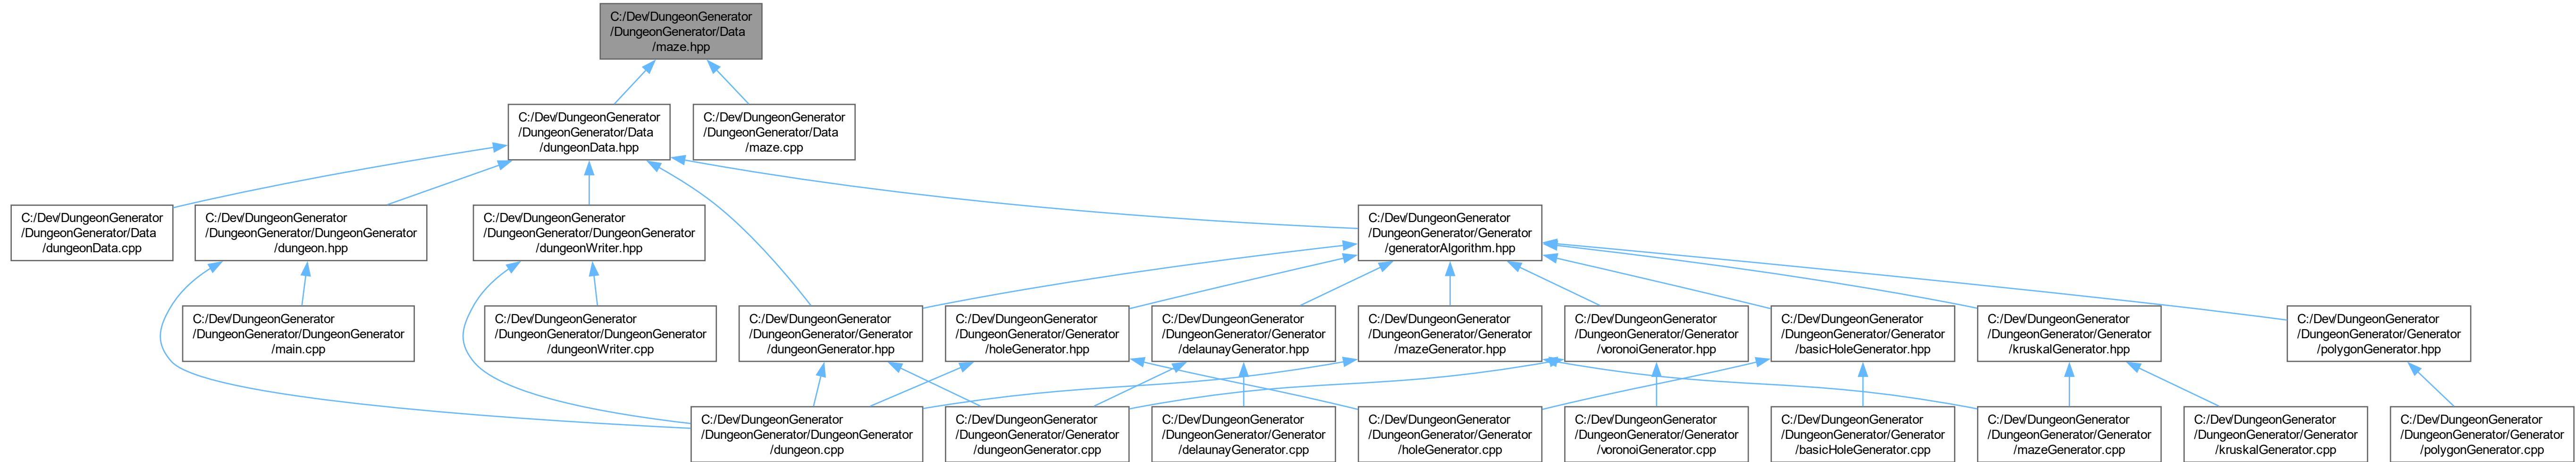 C:/Dev/DungeonGenerator
/DungeonGenerator/Data
/maze.hpp
C:/Dev/DungeonGenerator
/DungeonGenerator/Data
/dungeonData.hpp
C:/Dev/DungeonGenerator
/DungeonGenerator/Data
/maze.cpp
C:/Dev/DungeonGenerator
/DungeonGenerator/Data
/dungeonData.cpp
C:/Dev/DungeonGenerator
/DungeonGenerator/DungeonGenerator
/dungeon.hpp
C:/Dev/DungeonGenerator
/DungeonGenerator/DungeonGenerator
/dungeonWriter.hpp
C:/Dev/DungeonGenerator
/DungeonGenerator/Generator
/generatorAlgorithm.hpp
C:/Dev/DungeonGenerator
/DungeonGenerator/DungeonGenerator
/main.cpp
C:/Dev/DungeonGenerator
/DungeonGenerator/DungeonGenerator
/dungeonWriter.cpp
C:/Dev/DungeonGenerator
/DungeonGenerator/Generator
/dungeonGenerator.hpp
C:/Dev/DungeonGenerator
/DungeonGenerator/Generator
/holeGenerator.hpp
C:/Dev/DungeonGenerator
/DungeonGenerator/Generator
/delaunayGenerator.hpp
C:/Dev/DungeonGenerator
/DungeonGenerator/Generator
/mazeGenerator.hpp
C:/Dev/DungeonGenerator
/DungeonGenerator/Generator
/voronoiGenerator.hpp
C:/Dev/DungeonGenerator
/DungeonGenerator/Generator
/basicHoleGenerator.hpp
C:/Dev/DungeonGenerator
/DungeonGenerator/Generator
/kruskalGenerator.hpp
C:/Dev/DungeonGenerator
/DungeonGenerator/Generator
/polygonGenerator.hpp
C:/Dev/DungeonGenerator
/DungeonGenerator/DungeonGenerator
/dungeon.cpp
C:/Dev/DungeonGenerator
/DungeonGenerator/Generator
/dungeonGenerator.cpp
C:/Dev/DungeonGenerator
/DungeonGenerator/Generator
/delaunayGenerator.cpp
C:/Dev/DungeonGenerator
/DungeonGenerator/Generator
/holeGenerator.cpp
C:/Dev/DungeonGenerator
/DungeonGenerator/Generator
/voronoiGenerator.cpp
C:/Dev/DungeonGenerator
/DungeonGenerator/Generator
/basicHoleGenerator.cpp
C:/Dev/DungeonGenerator
/DungeonGenerator/Generator
/mazeGenerator.cpp
C:/Dev/DungeonGenerator
/DungeonGenerator/Generator
/kruskalGenerator.cpp
C:/Dev/DungeonGenerator
/DungeonGenerator/Generator
/polygonGenerator.cpp